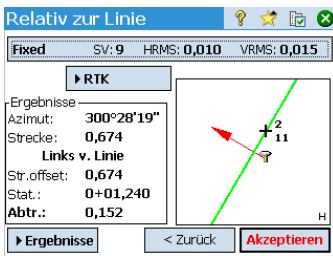 Relativ zur Linie
Fixed SV: 9 HRMS: 0,010 VRMS: 0,015
RTK
Ergebnisse
Azimut: 300°28'19"
Strecke: 0,674
Links v. Linie
Str.offset: 0,674
Stat.: 0+01,240
Abtr.: 0,152
2
11
H
Ergebnisse < Zurück Akzeptieren